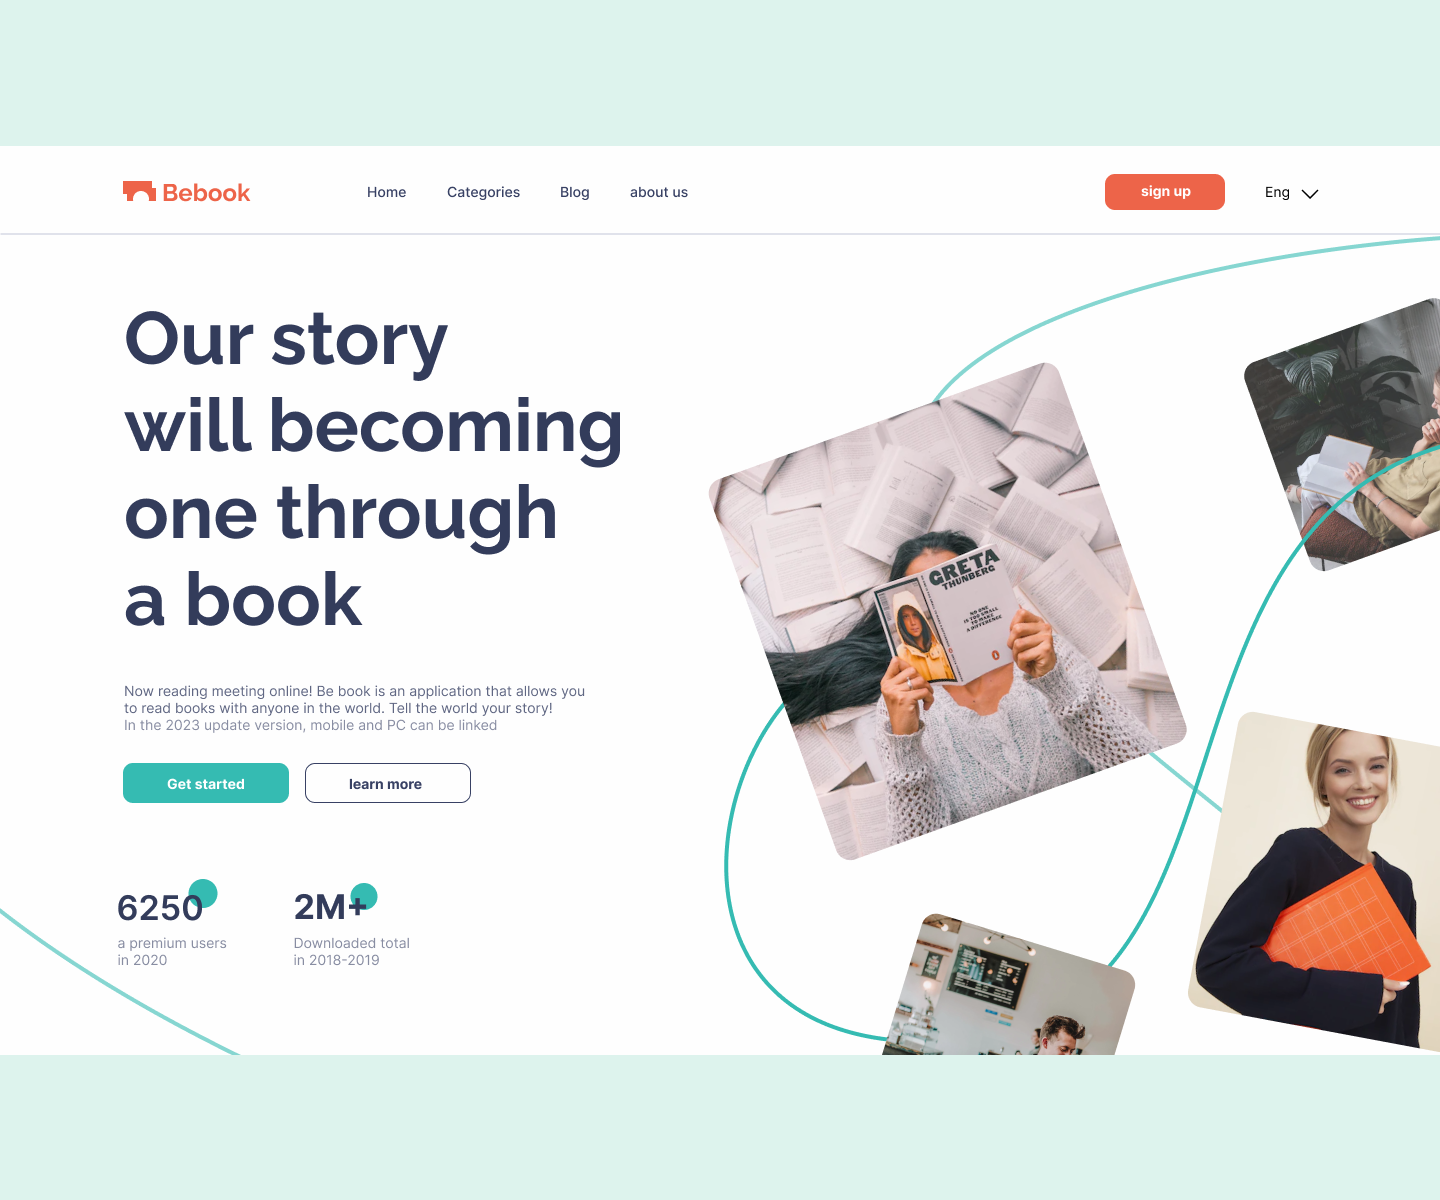 Bebook
Home
Categories
Blog
about us
sign up
Eng
Our story
will becoming
one through
a book
Now reading meeting online! Be book is an application that allows you
to read books with anyone in the world. Tell the world your story!
In the 2023 update version, mobile and PC can be linked
Get started
learn more
6250
a premium users
in 2020
2M+
Downloaded total
in 2018-2019
GRETA
THUNBERG
NO ONE
IS TOO SMALL
TO MAKE
A DIFFERENCE